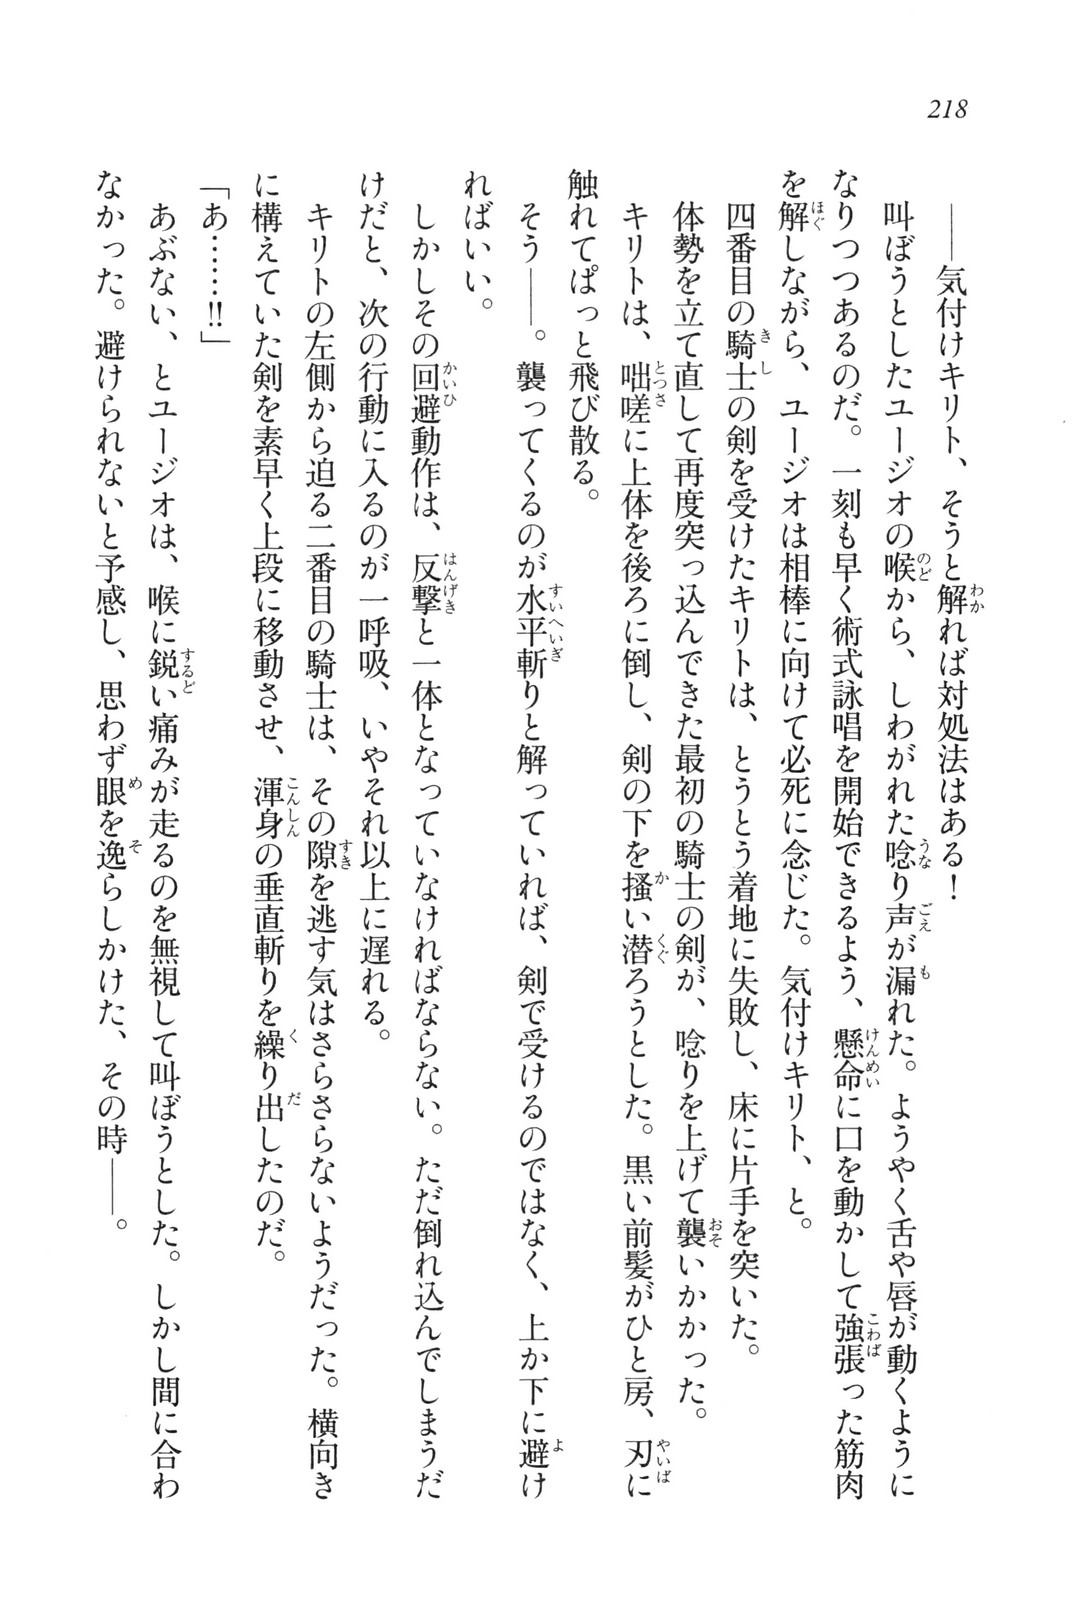 218
――気付けキリト、そうと解れば対処法はある！
叫ぼうとしたユージオの喉から、しわがれた唸り声が漏れた。ようやく舌や唇が動くように
なりつつあるのだ。一刻も早く術式詠唱を開始できるよう、懸命に口を動かして強張った筋肉
を解しながら、ユージオは相棒に向けて必死に念じた。気付けキリト、と。
四番目の騎士の剣を受けたキリトは、とうとう着地に失敗し、床に片手を突いた。
体勢を立て直して再度突っ込んできた最初の騎士の剣が、唸りを上げて襲いかかった。
キリトは、咄嗟に上体を後ろに倒し、剣の下を掻い潜ろうとした。黒い前髪がひと房、刃に
触れてぱっと飛び散る。
そう――。襲ってくるのが水平斬りと解っていれば、剣で受けるのではなく、上か下に避け
ればいい。
しかしその回避動作は、反撃と一体となっていなければならない。ただ倒れ込んでしまうだ
けだと、次の行動に入るのが一呼吸、いやそれ以上に遅れる。
キリトの左側から迫る二番目の騎士は、その隙を逃す気はさらさらないようだった。横向き
に構えていた剣を素早く上段に移動させ、渾身の垂直斬りを繰り出したのだ。
「あ……!!」
あぶない、とユージオは、喉に鋭い痛みが走るのを無視して叫ぼうとした。しかし間に合わ
なかった。避けられないと予感し、思わず眼を逸らしかけた、その時――。